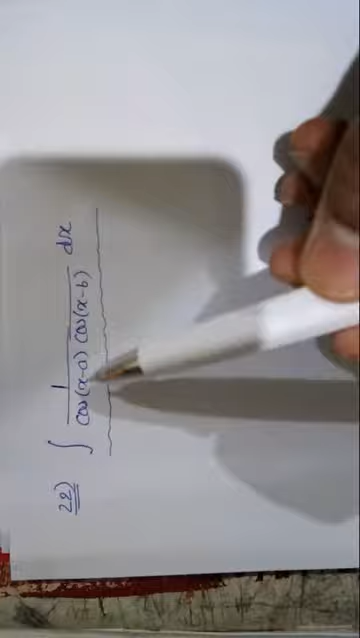 22) ∫ 1 / cos(x-a) cos(x-b) dx